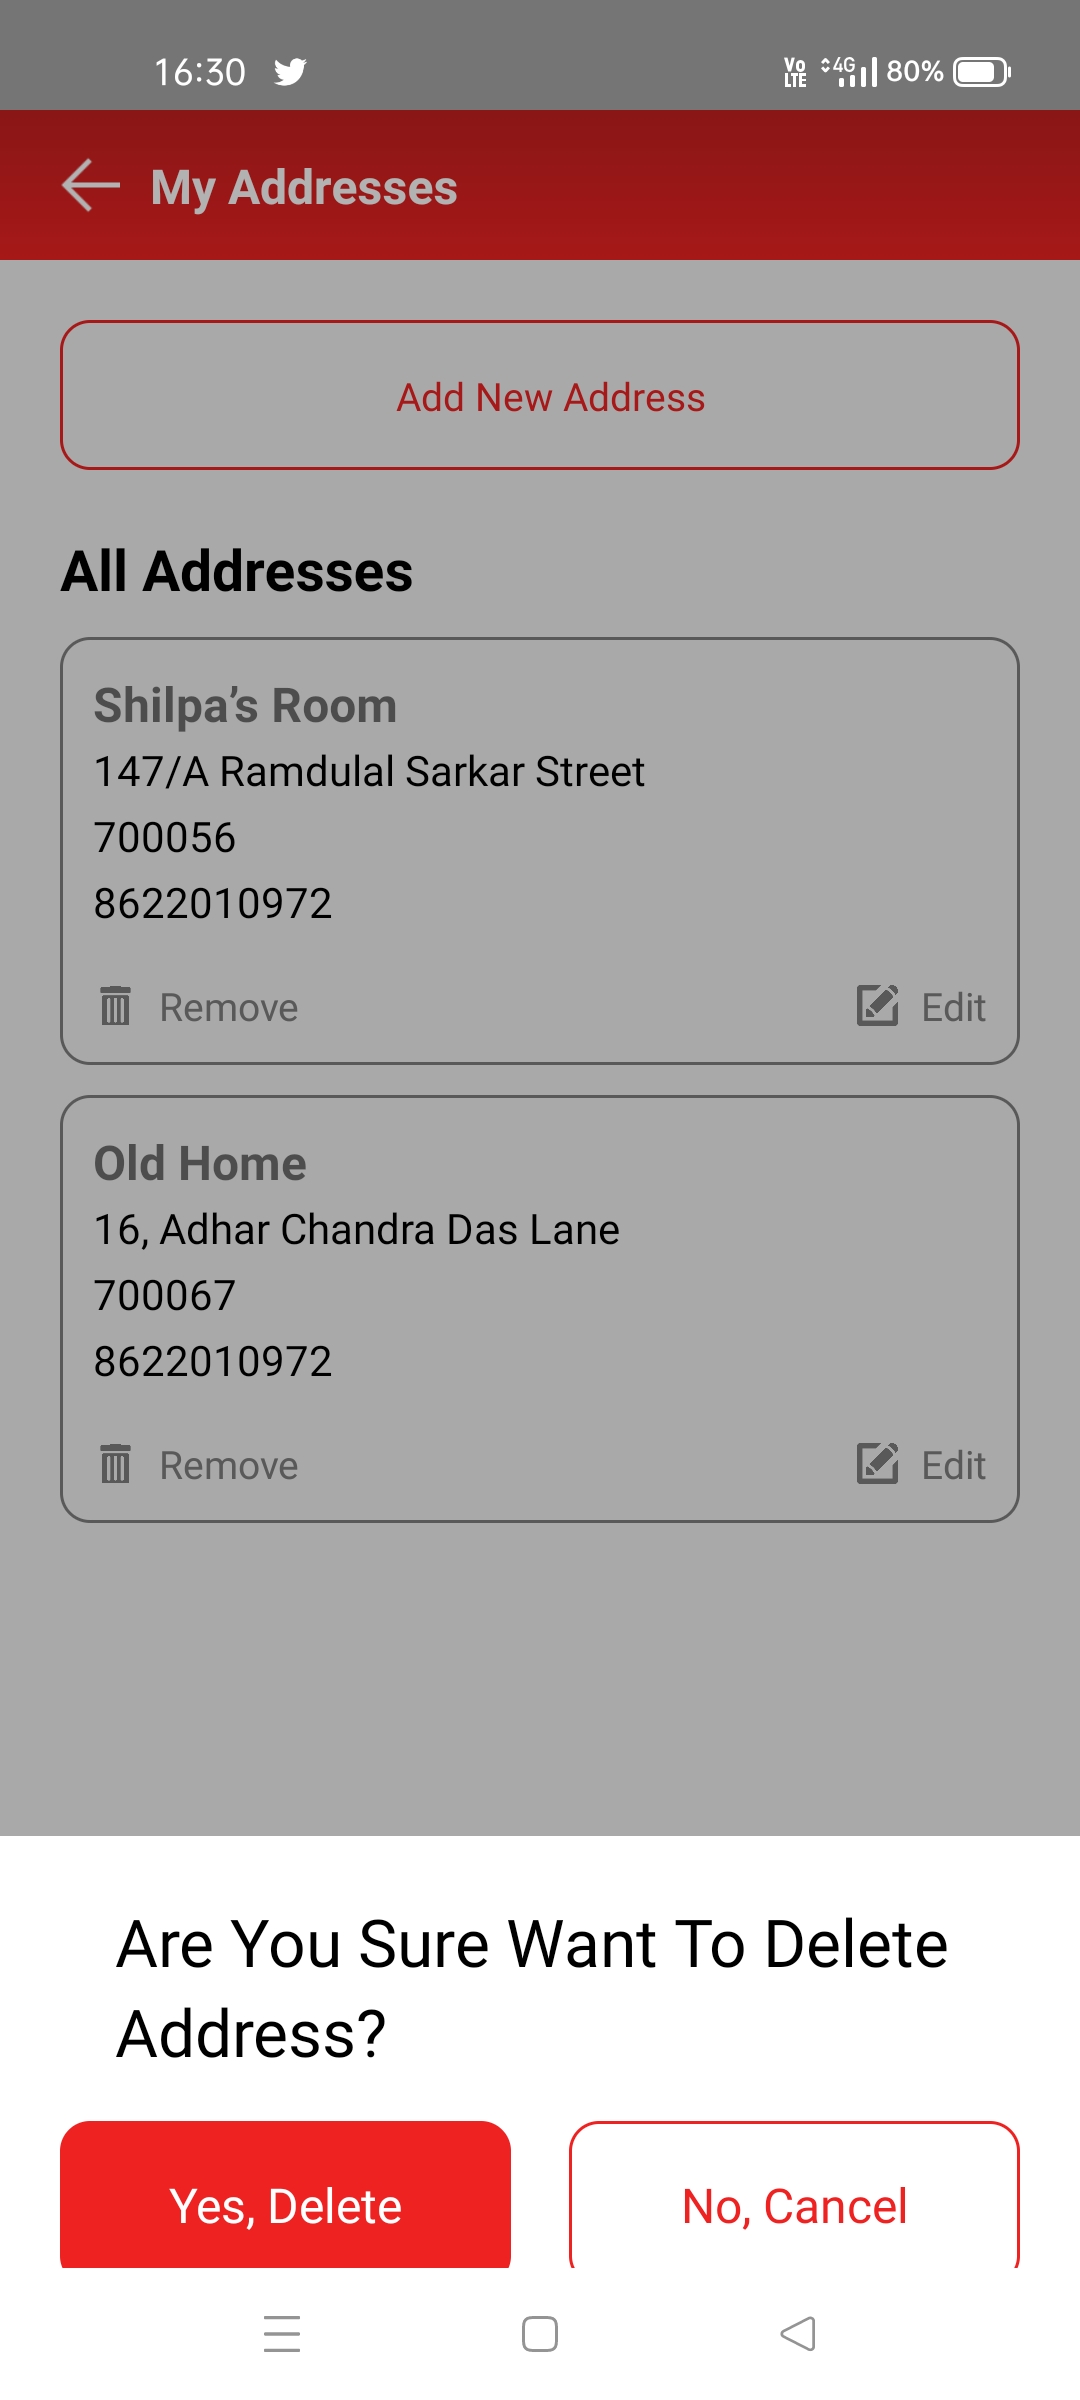 16:30
Vo LTE 4G 80%
My Addresses
Add New Address
All Addresses
Shilpa’s Room
147/A Ramdulal Sarkar Street
700056
8622010972
Remove Edit
Old Home
16, Adhar Chandra Das Lane
700067
8622010972
Remove Edit
Are You Sure Want To Delete
Address?
Yes, Delete No, Cancel